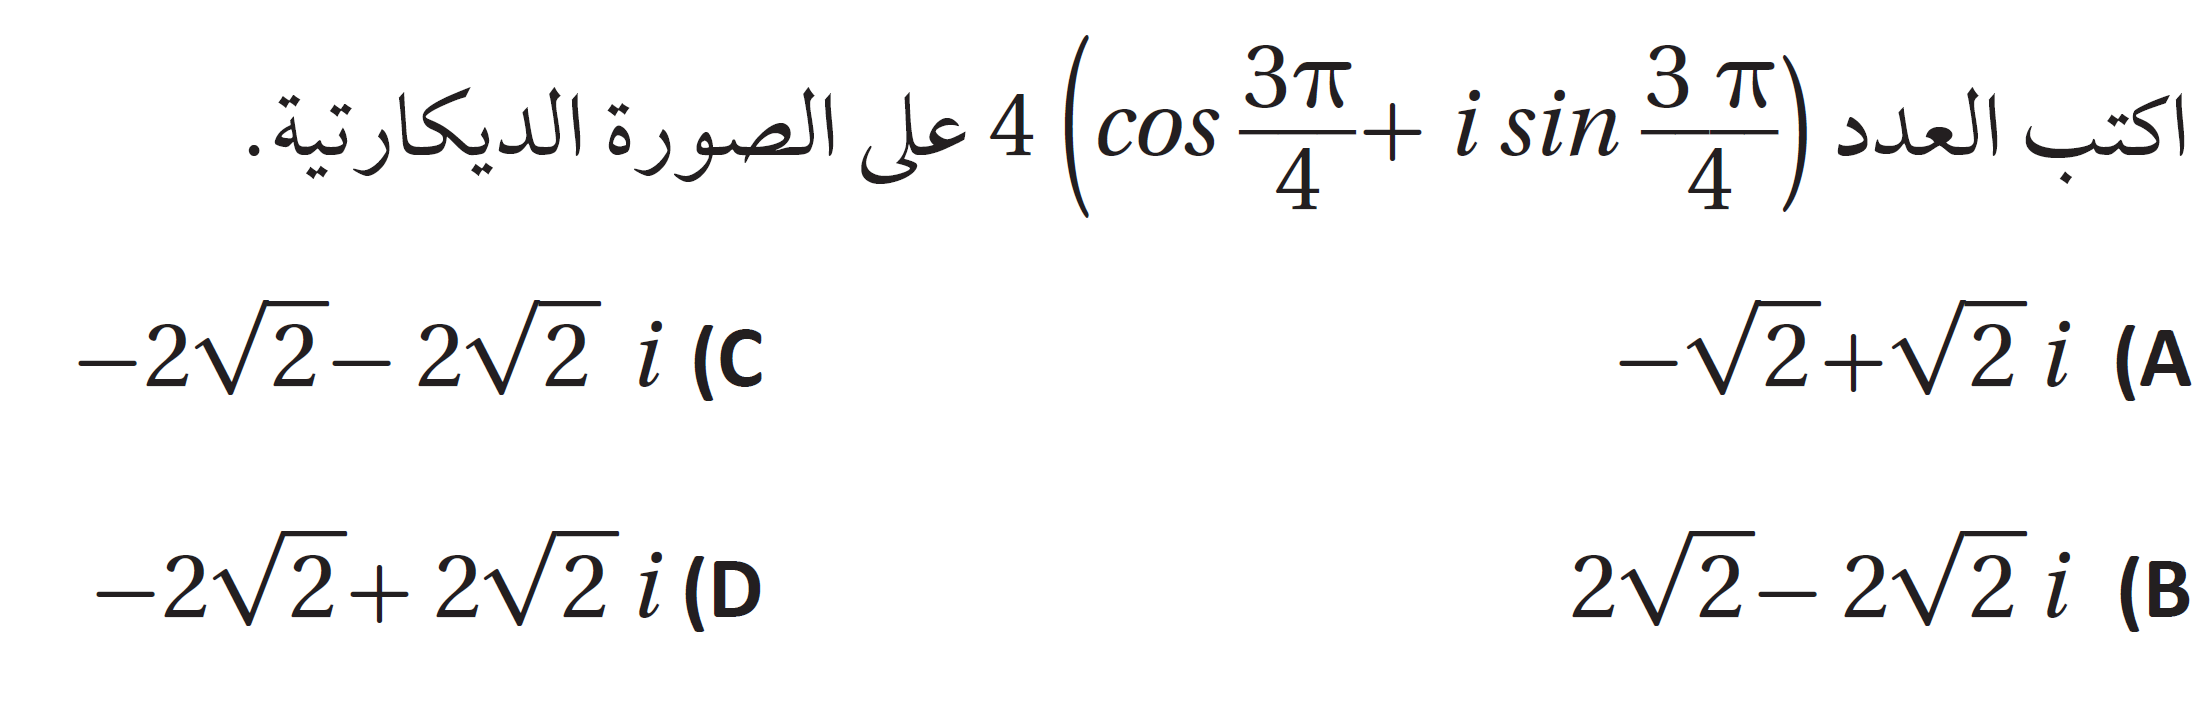 اكتب العدد 4 (cos 3π/4 + i sin 3π/4) على الصورة الديكارتية.
A) −√2+√2 i
C) −2√2− 2√2 i
B) 2√2− 2√2 i
D) −2√2+ 2√2 i